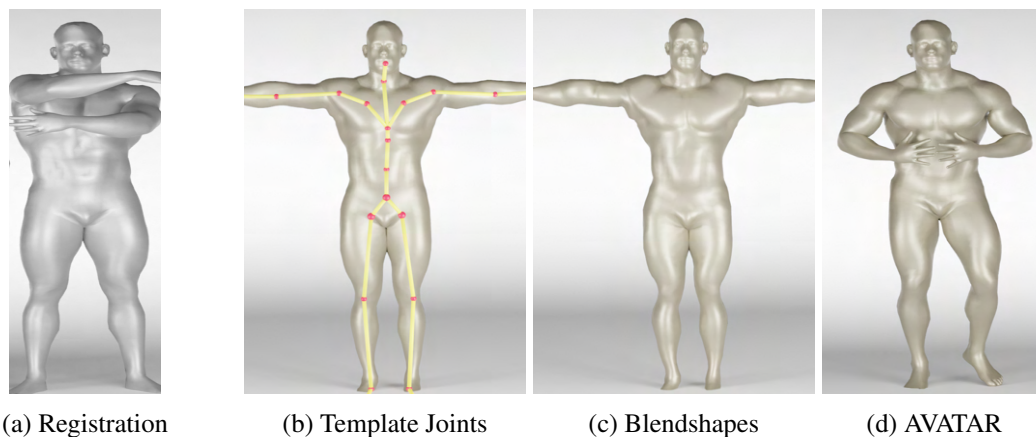 (a) Registration
(b) Template Joints
(c) Blendshapes
(d) AVATAR